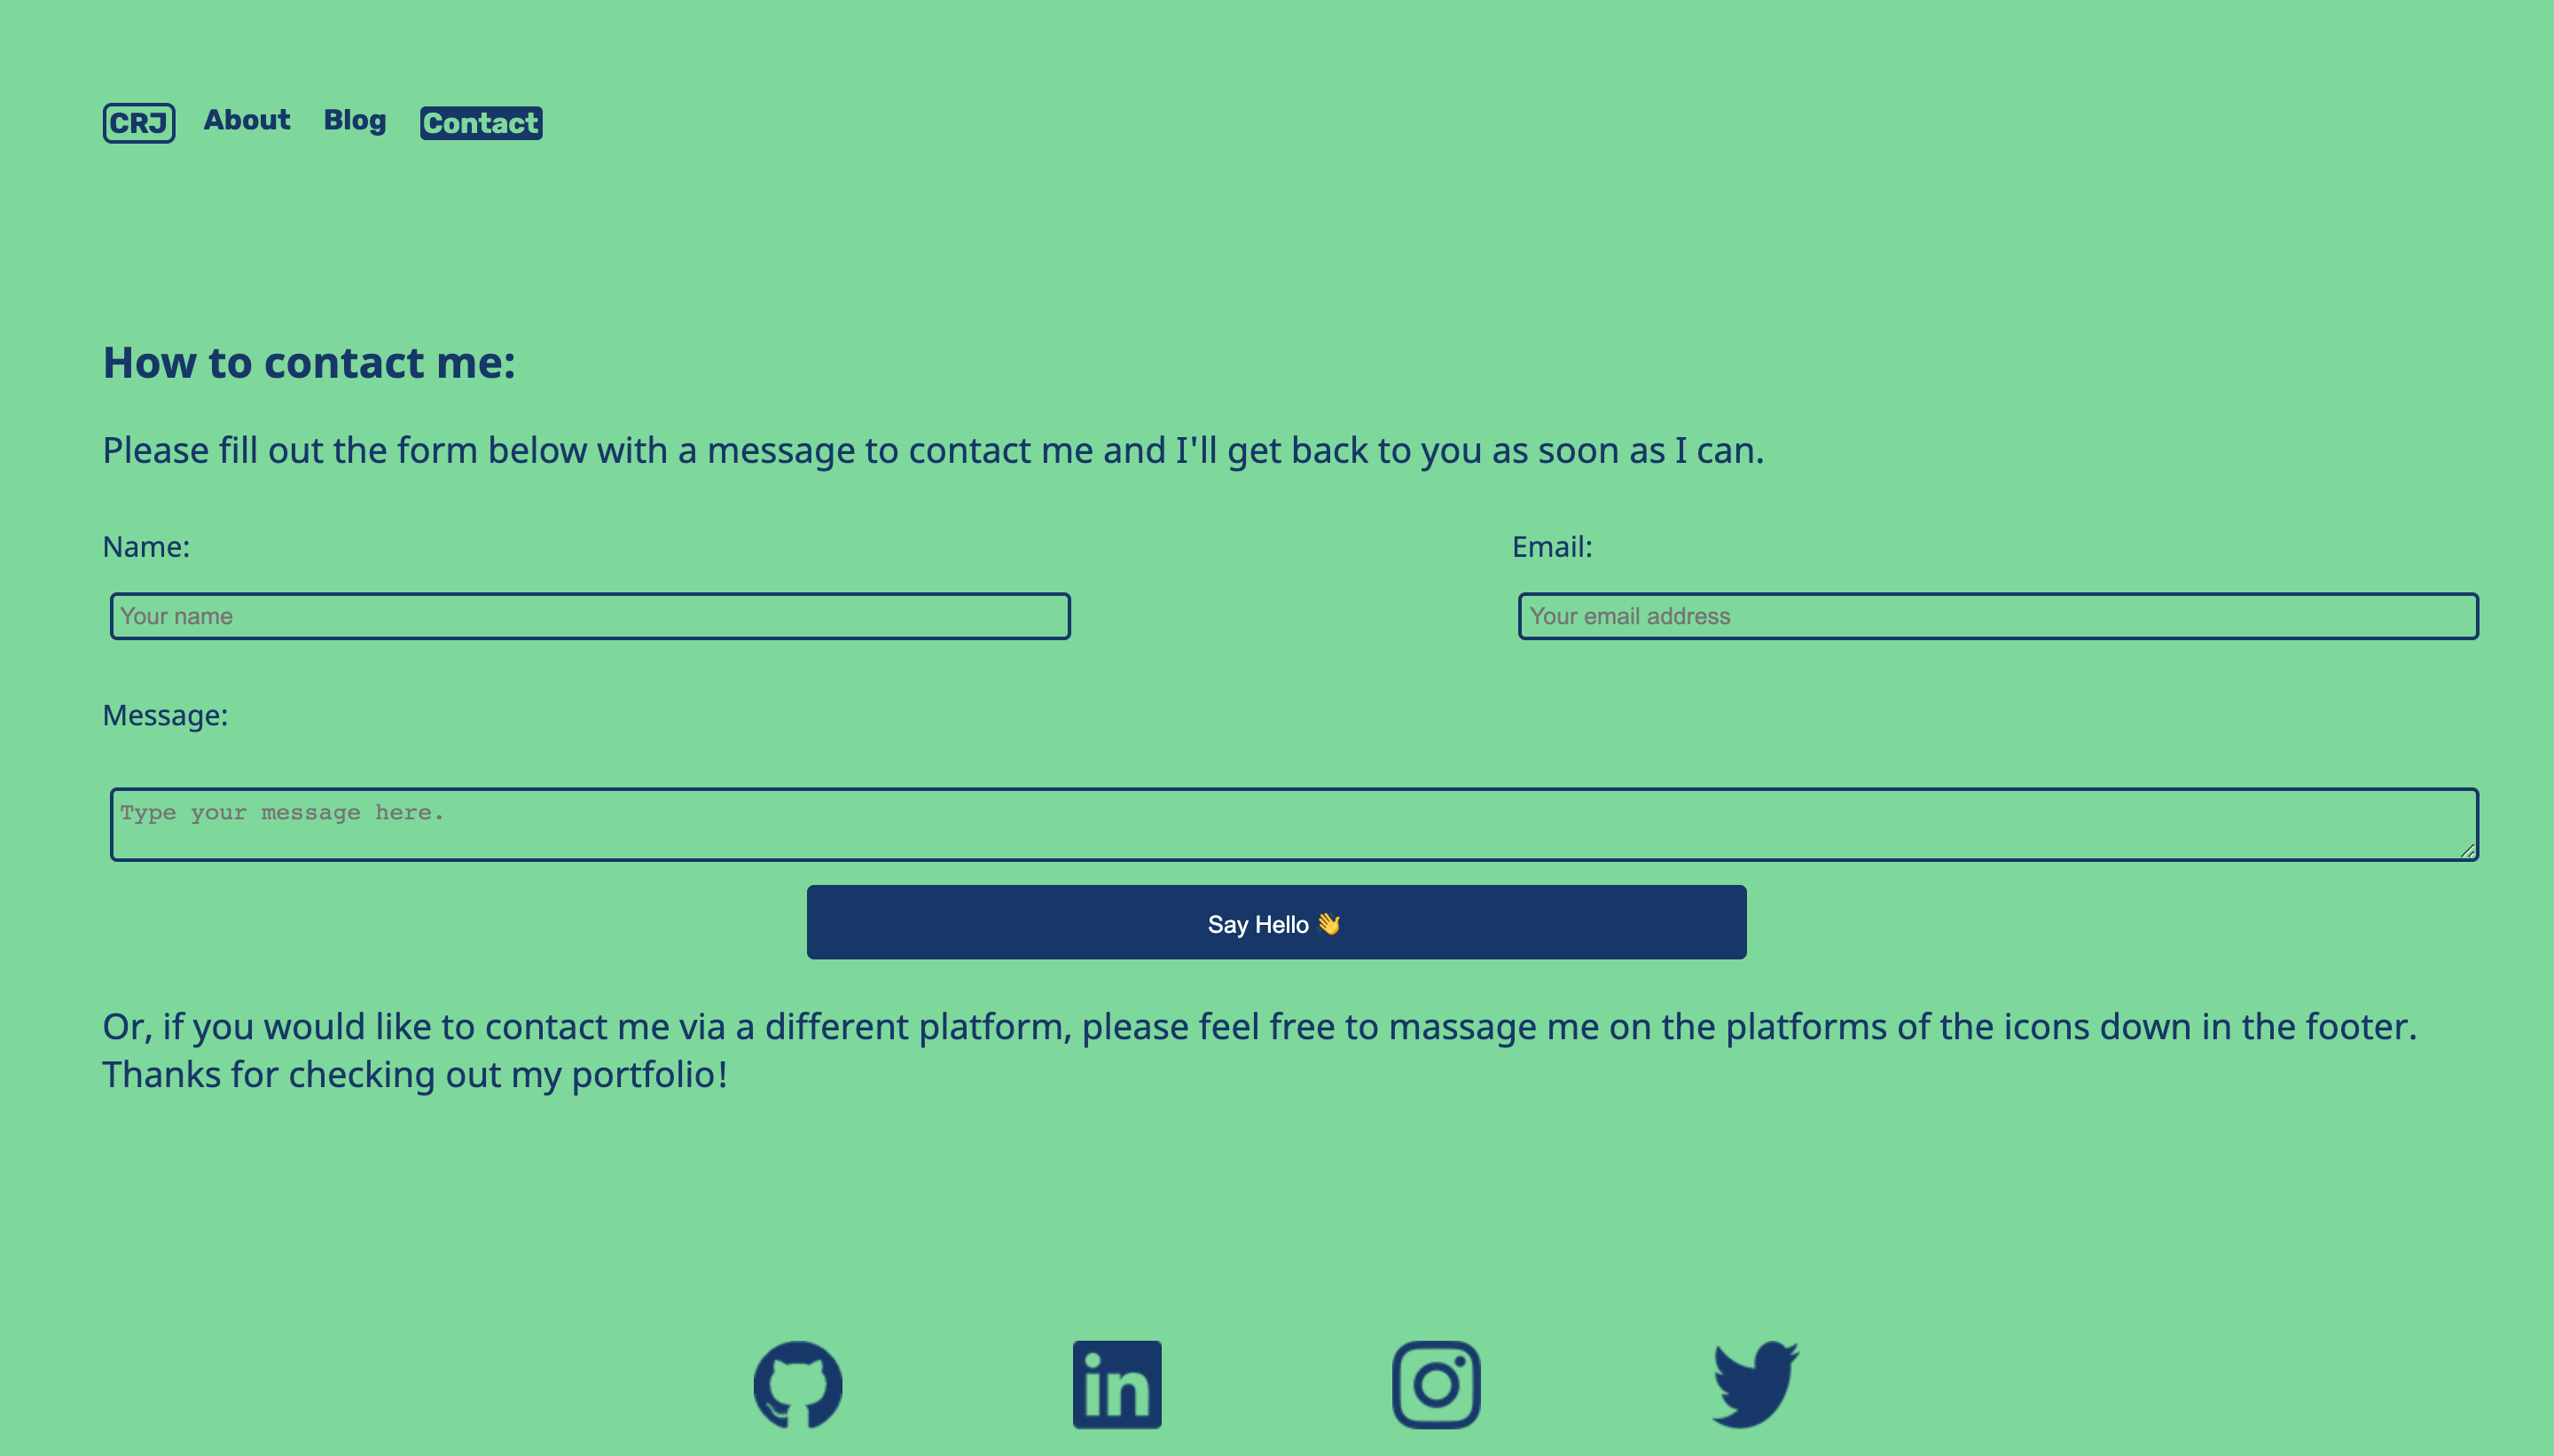 CRJ About Blog Contact
How to contact me:
Please fill out the form below with a message to contact me and I'll get back to you as soon as I can.
Name: Email:
Your name Your email address
Message:
Type your message here.
Say Hello 👋
Or, if you would like to contact me via a different platform, please feel free to massage me on the platforms of the icons down in the footer.
Thanks for checking out my portfolio!
in